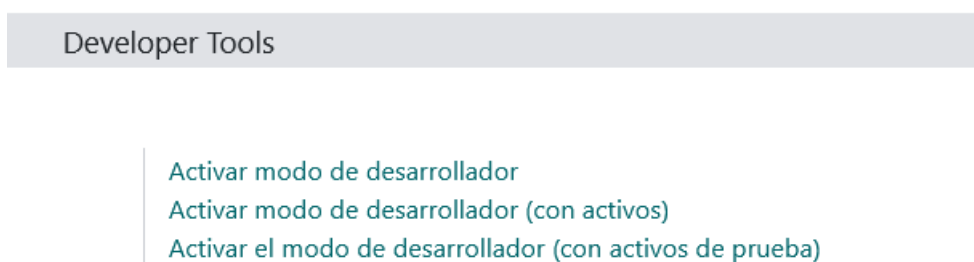 Developer Tools
Activar modo de desarrollador
Activar modo de desarrollador (con activos)
Activar el modo de desarrollador (con activos de prueba)